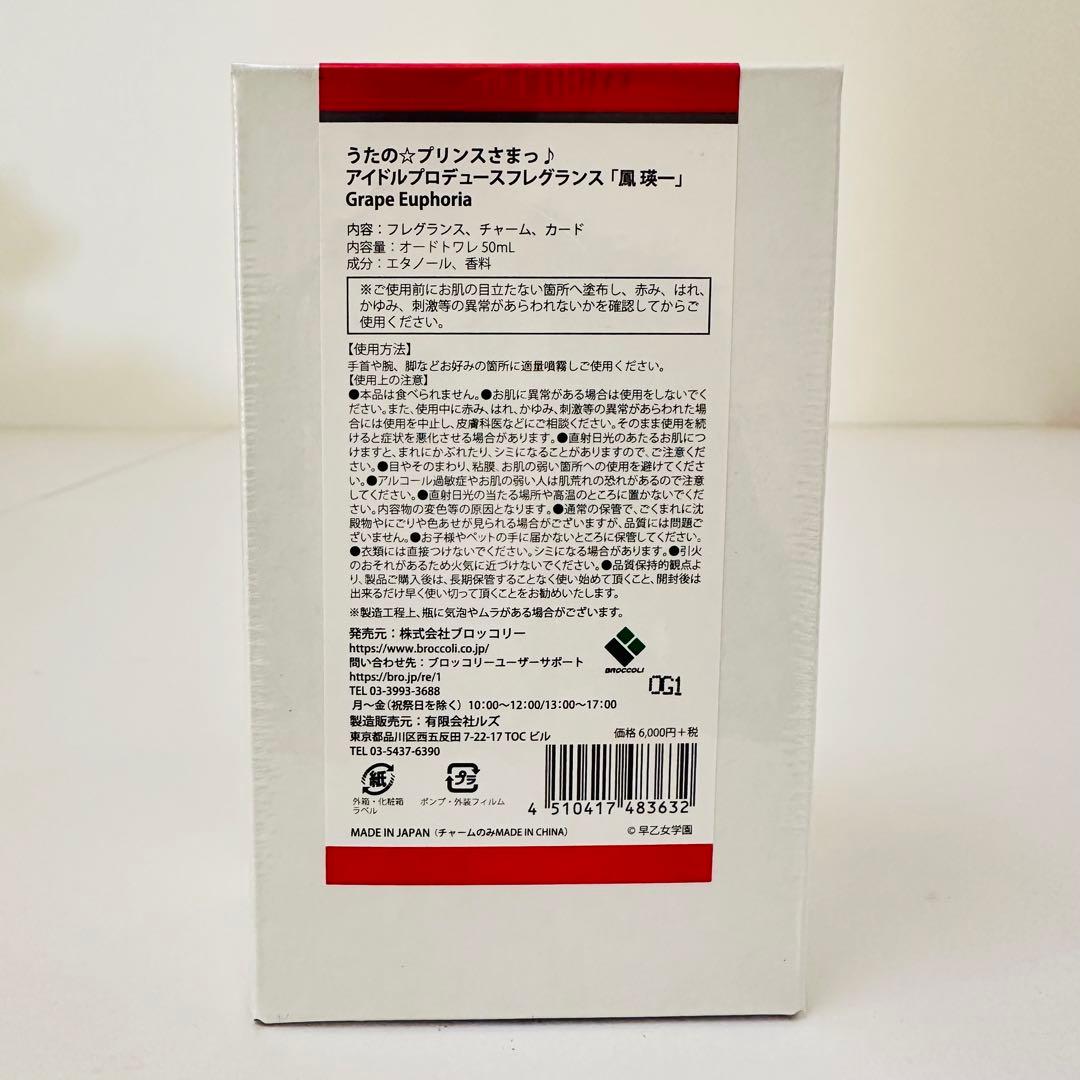 うたの☆プリンスさまっ♪
アイドルプロデュースフレグランス「鳳 瑛一」
Grape Euphoria
内容：フレグランス、チャーム、カード
内容量：オードトワレ 50mL
成分：エタノール、香料
※ご使用前にお肌の目立たない箇所へ塗布し、赤み、はれ、
かゆみ、刺激等の異常があらわれないかを確認してからご
使用ください。
【使用方法】
手首や腕、脚などお好みの箇所に適量噴霧しご使用ください。
【使用上の注意】
●本品は食べられません。●お肌に異常がある場合は使用をしないでく
ださい。また、使用中に赤み、はれ、かゆみ、刺激等の異常があらわれた場
合には使用を中止し、皮膚科医などにご相談ください。そのまま使用を続
けると症状を悪化させる場合があります。●直射日光のあたるお肌につ
けますと、まれにかぶれたり、シミになることがありますので、ご注意くだ
さい。●目やそのまわり、粘膜、お肌の弱い箇所への使用を避けてくださ
い。●アルコール過敏症やお肌の弱い人は肌荒れの恐れがあるので注意
してください。●直射日光の当たる場所や高温のところに置かないでくだ
さい。内容物の変色等の原因となります。●通常の保管で、ごくまれに沈
殿物やにごりや色あせが見られる場合がございますが、品質には問題ご
ざいません。●お子様やペットの手に届かないところに保管してください。
●衣類には直接つけないでください。シミになる場合があります。●引火
のおそれがあるため火気に近づけないでください。●品質保持的観点よ
り、製品ご購入後は、長期保管することなく使い始めて頂くこと、開封後は
出来るだけ早く使い切って頂くことをお勧めいたします。
※製造工程上、瓶に気泡やムラがある場合がございます。
発売元：株式会社ブロッコリー
https://www.broccoli.co.jp/
問い合わせ先：ブロッコリーユーザーサポート
https://bro.jp/re/1
TEL 03-3993-3688
月～金（祝祭日を除く）10:00～12:00/13:00～17:00
BROCCOLI
OG1
製造販売元：有限会社ルズ
東京都品川区西五反田 7-22-17 TOC ビル
TEL 03-5437-6390
価格 6,000円＋税
紙
外箱・化粧箱
ラベル
プラ
ポンプ・外装フィルム
4 510417 483632
MADE IN JAPAN（チャームのみMADE IN CHINA）
© 早乙女学園